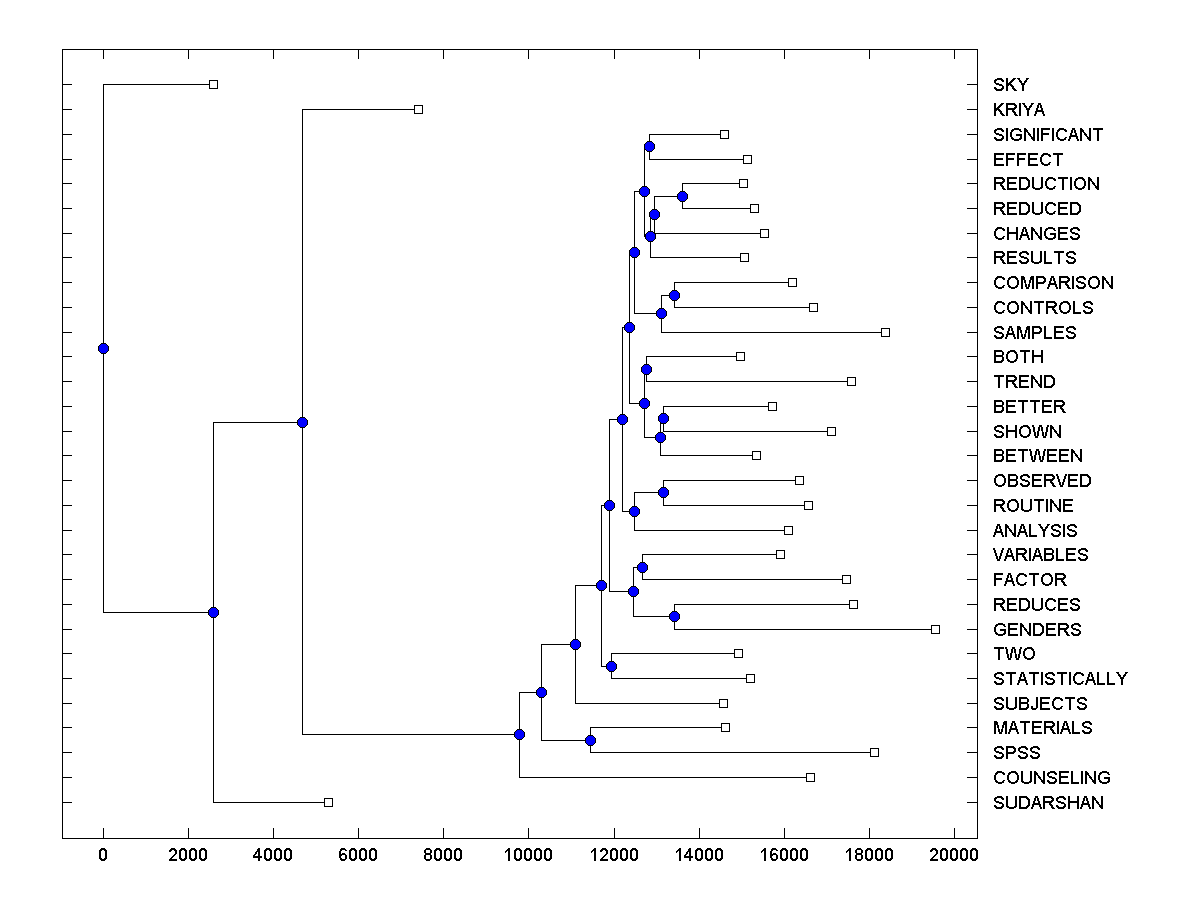 SKY
KRIYA
SIGNIFICANT
EFFECT
REDUCTION
REDUCED
CHANGES
RESULTS
COMPARISON
CONTROLS
SAMPLES
BOTH
TREND
BETTER
SHOWN
BETWEEN
OBSERVED
ROUTINE
ANALYSIS
VARIABLES
FACTOR
REDUCES
GENDERS
TWO
STATISTICALLY
SUBJECTS
MATERIALS
SPSS
COUNSELING
SUDARSHAN
0 2000 4000 6000 8000 10000 12000 14000 16000 18000 20000